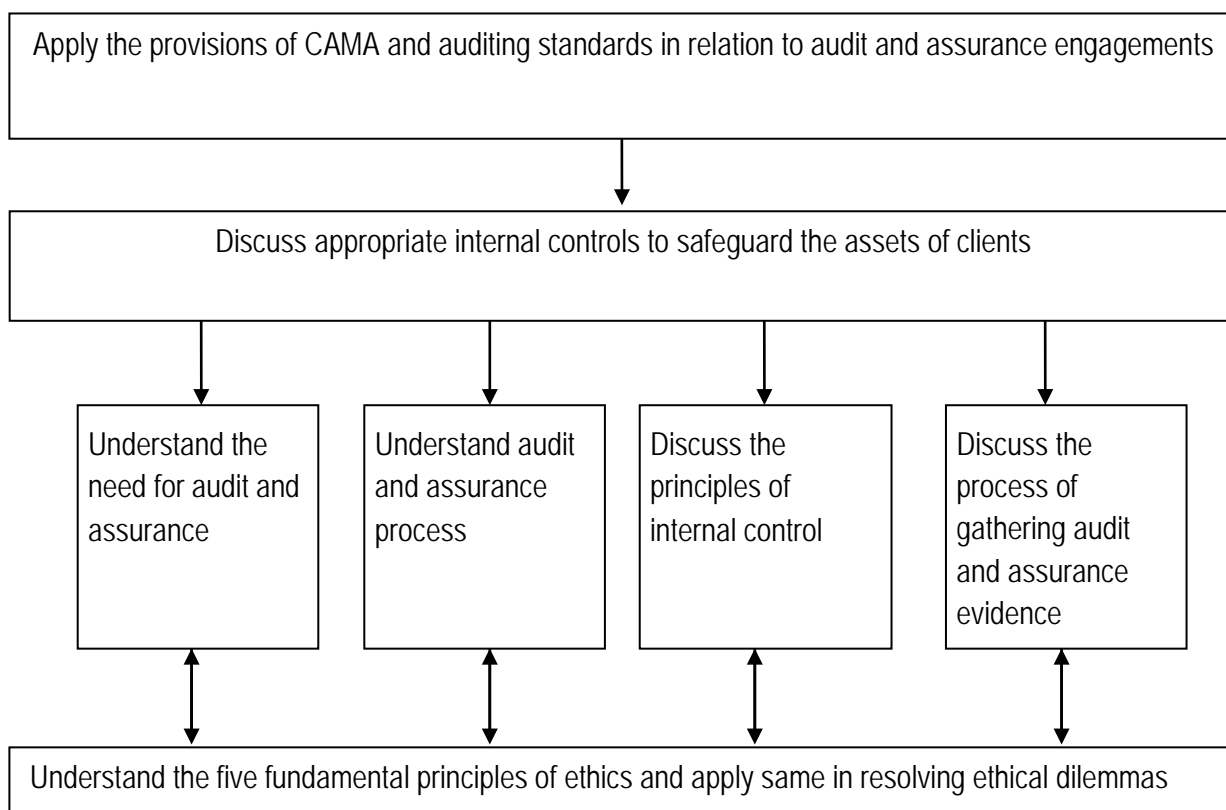 Apply the provisions of CAMA and auditing standards in relation to audit and assurance engagements
Discuss appropriate internal controls to safeguard the assets of clients
Understand the
need for audit and
assurance
Understand audit
and assurance
process
Discuss the
principles of
internal control
Discuss the
process of
gathering audit
and assurance
evidence
Understand the five fundamental principles of ethics and apply same in resolving ethical dilemmas